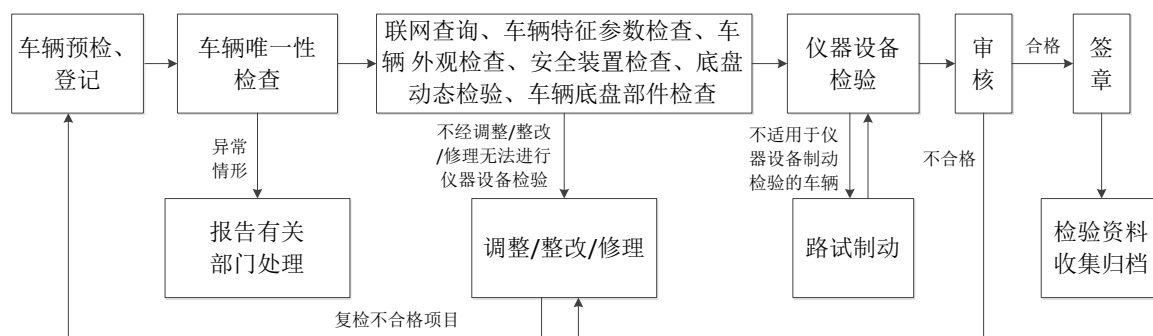 车辆预检、
登记
车辆唯一性
检查
联网查询、车辆特征参数检查、车
辆 外观检查、安全装置检查、底盘
动态检验、车辆底盘部件检查
仪器设备
检验
审
核
合格
签
章
异常
情形
不经调整/整改
/修理无法进行
仪器设备检验
不适用于仪
器设备制动
检验的车辆
不合格
报告有关
部门处理
调整/整改/修理
路试制动
检验资料
收集归档
复检不合格项目